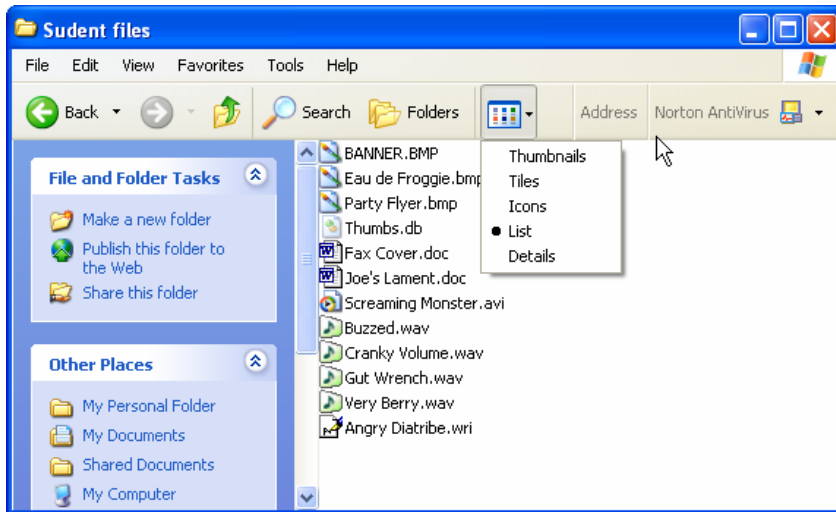 Sudent files
File Edit View Favorites Tools Help
Back Search Folders Address Norton AntiVirus
File and Folder Tasks
Make a new folder
Publish this folder to
the Web
Share this folder
Other Places
My Personal Folder
My Documents
Shared Documents
My Computer
BANNER.BMP
Eau de Froggie.bmp
Party Flyer.bmp
Thumbs.db
Fax Cover.doc
Joe's Lament.doc
Screaming Monster.avi
Buzzed.wav
Cranky Volume.wav
Gut Wrench.wav
Very Berry.wav
Angry Diatribe.wri
Thumbnails
Tiles
Icons
List
Details